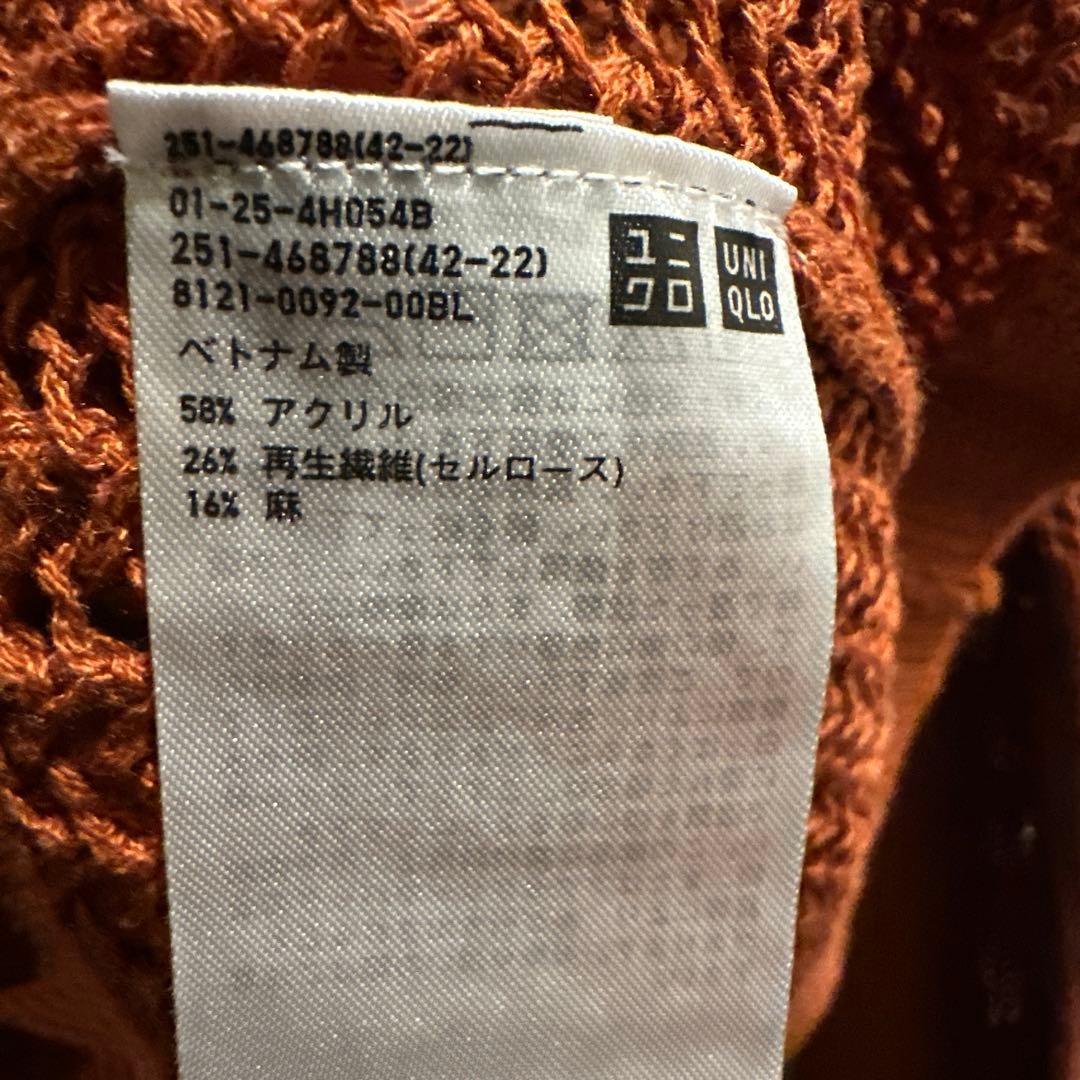 251-468788(42-22)
01-25-4H054B
251-468788(42-22)
8121-0092-00BL
ユニクロ
UNIQLO
ベトナム製
58% アクリル
26% 再生繊維(セルロース)
16% 麻